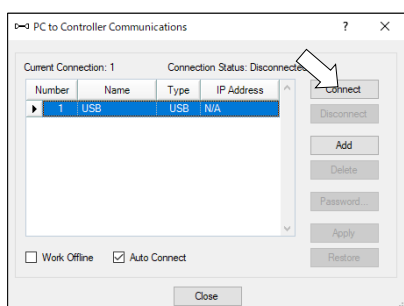 PC to Controller Communications ? ×
Current Connection: 1 Connection Status: Disconnected
Connect
Number Name Type IP Address
1 USB USB N/A
Disconnect
Add
Delete
Password...
Apply
Work Offline Auto Connect Restore
Close